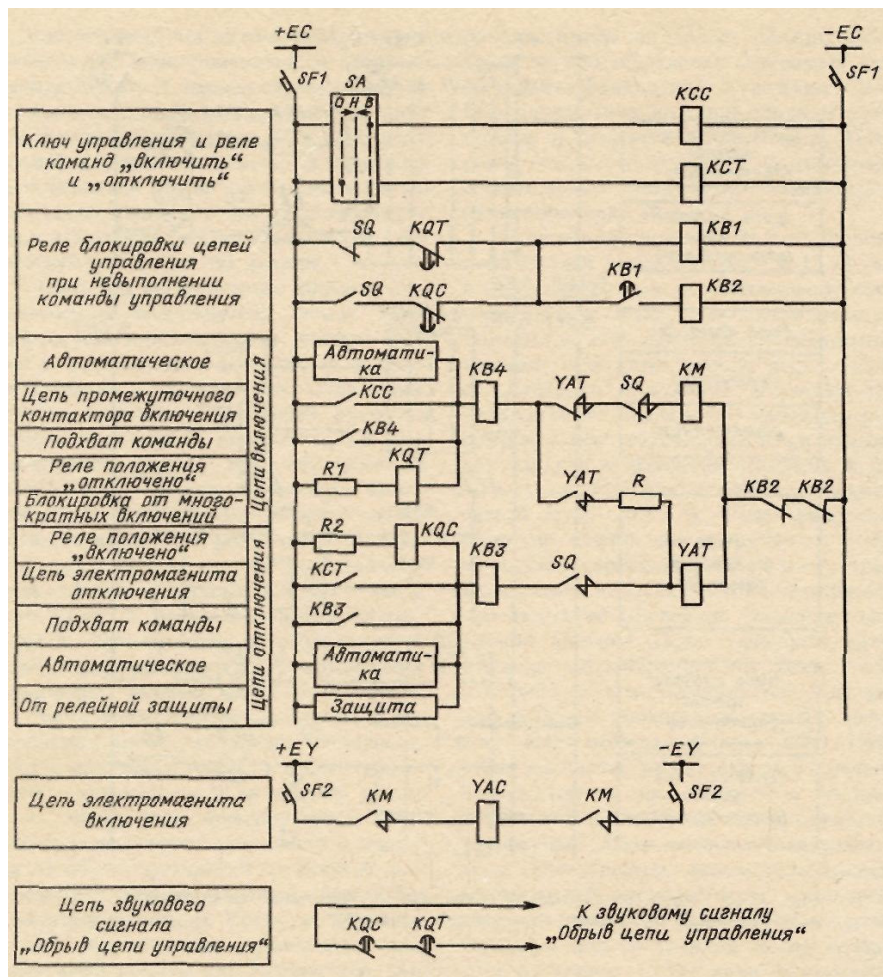 +EC
-EC
SF1
SA
SF1
О Н В
KCC
Ключ управления и реле
команд „включить“
и „отключить“
KCT
SQ
KQT
KB1
Реле блокировки цепей
управления
при невыполнении
команды управления
KB1
SQ
KQC
KB2
Автоматическое
Автомати-
ка
KB4
YAT
SQ
KM
Цепь промежуточного
контактора включения
KCC
Подхват команды
KB4
Реле положения
„отключено“
R1
KQT
YAT
R
Блокировка от много-
кратных включений
Цепи включения
KB2
KB2
Реле положения
„включено“
R2
KQC
KB3
SQ
YAT
Цепь электромагнита
отключения
KCT
Подхват команды
KB3
Автоматическое
Автомати-
ка
От релейной защиты
Защита
Цепи отключения
+EY
-EY
SF2
SF2
Цепь электромагнита
включения
KM
YAC
KM
Цепь звукового
сигнала
„Обрыв цепи управления“
KQC
KQT
К звуковому сигналу
„Обрыв цепи управления“